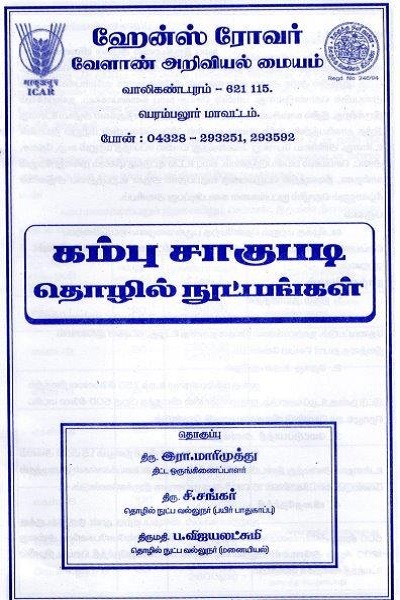 ஹேன்ஸ் ரோவர்
வேளாண் அறிவியல் மையம்
வாலிகண்டபுரம் – 621 115.
பெரம்பலூர் மாவட்டம்.
போன் : 04328 – 293251, 293592
ICAR
Regd. No: 246/94
கம்பு சாகுபடி
தொழில் நுட்பங்கள்
தொகுப்பு
திரு. இரா.மாரிமுத்து
திட்ட ஒருங்கிணைப்பாளர்
திரு. சி.சங்கர்
தொழில் நுட்ப வல்லுநர் (பயிர் பாதுகாப்பு)
திருமதி. ப.விஜயலட்சுமி
தொழில் நுட்ப வல்லுநர் (மனையியல்)